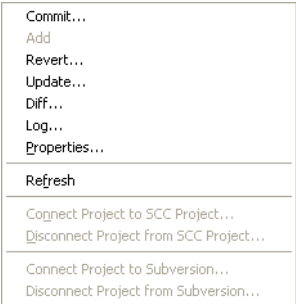 Commit...
Add
Revert...
Update...
Diff...
Log...
Properties...
Refresh
Connect Project to SCC Project...
Disconnect Project from SCC Project...
Connect Project to Subversion...
Disconnect Project from Subversion...